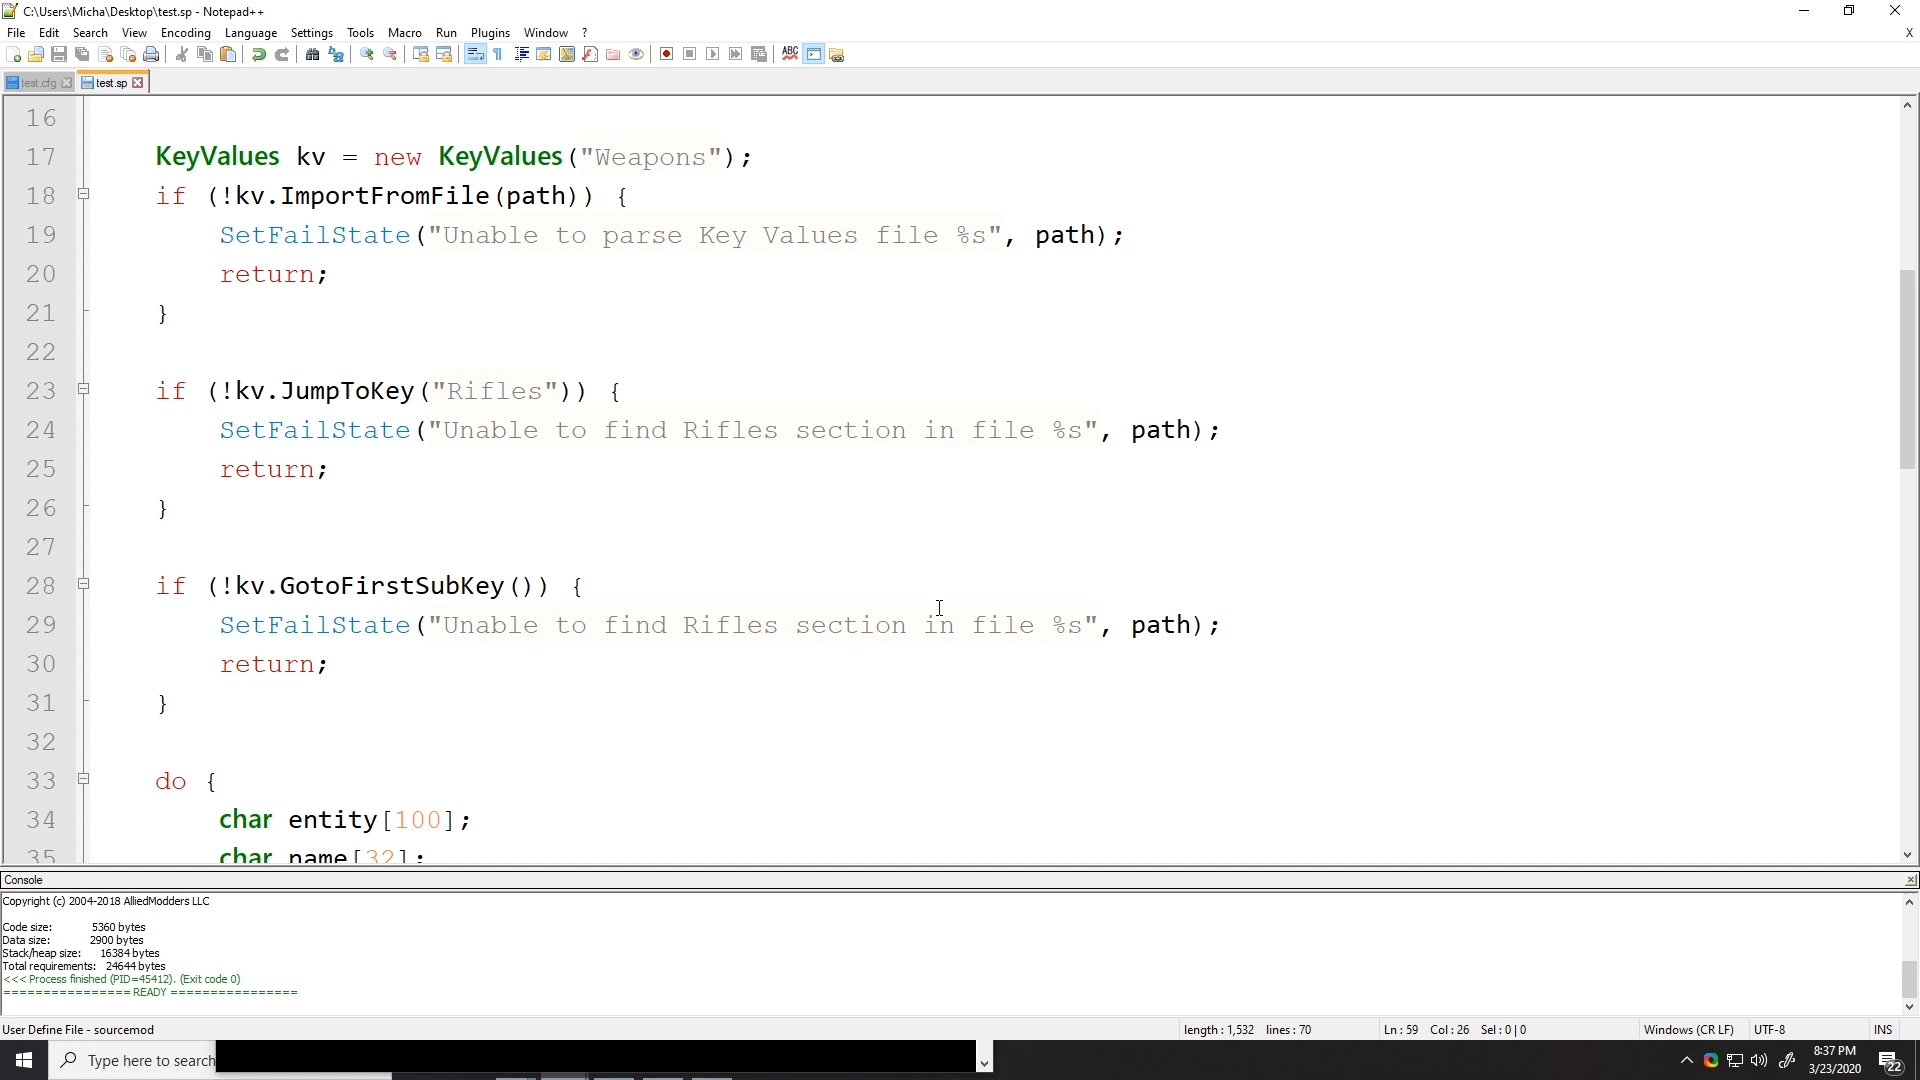 C:\Users\Micha\Desktop\test.sp - Notepad++
File Edit Search View Encoding Language Settings Tools Macro Run Plugins Window ? X
test.cfg test.sp
16
17 KeyValues kv = new KeyValues("Weapons");
18 if (!kv.ImportFromFile(path)) {
19 SetFailState("Unable to parse Key Values file %s", path);
20 return;
21 }
22
23 if (!kv.JumpToKey("Rifles")) {
24 SetFailState("Unable to find Rifles section in file %s", path);
25 return;
26 }
27
28 if (!kv.GotoFirstSubKey()) {
29 SetFailState("Unable to find Rifles section in file %s", path);
30 return;
31 }
32
33 do {
34 char entity[100];
35 char name[32];
Console
Copyright (c) 2004-2018 AlliedModders LLC
Code size: 5360 bytes
Data size: 2900 bytes
Stack/heap size: 16384 bytes
Total requirements: 24644 bytes
<<< Process finished (PID=45412). (Exit code 0)
================ READY ================
User Define File - sourcemod length : 1,532 lines : 70 Ln : 59 Col : 26 Sel : 0 | 0 Windows (CR LF) UTF-8 INS
Type here to search
8:37 PM
3/23/2020
22